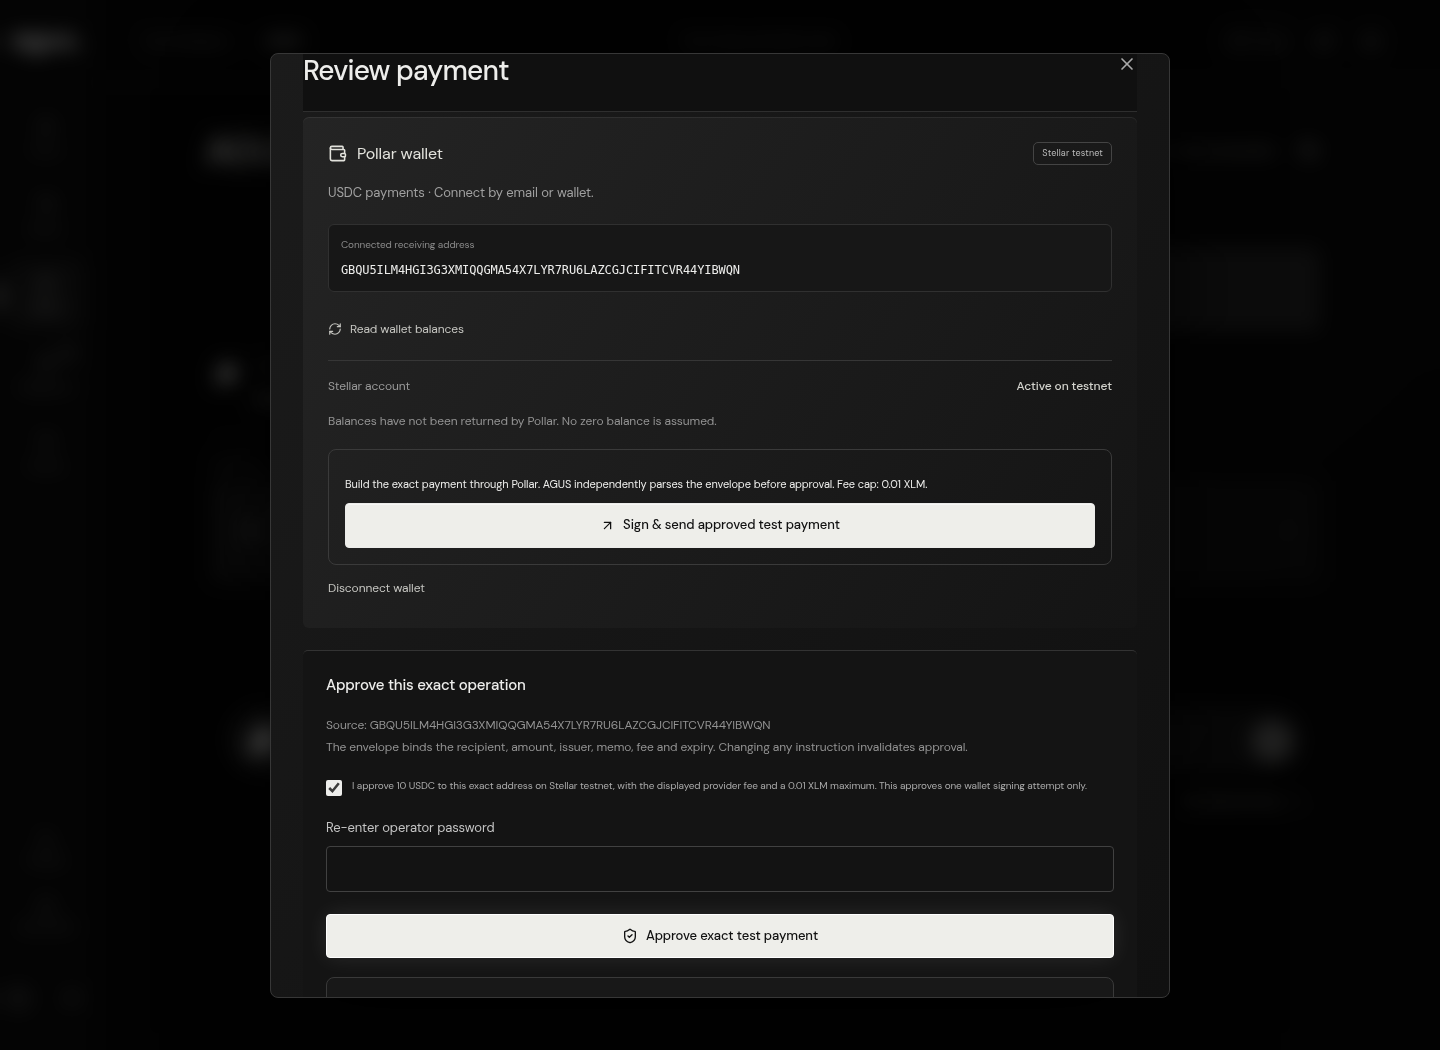 Review payment
Pollar wallet
Stellar testnet
USDC payments · Connect by email or wallet.
Connected receiving address
GBQU5ILM4HGI3G3XMIQQGMA54X7LYR7RU6LAZCGJCIFITCVR44YIBWQN
Read wallet balances
Stellar account
Active on testnet
Balances have not been returned by Pollar. No zero balance is assumed.
Build the exact payment through Pollar. AGUS independently parses the envelope before approval. Fee cap: 0.01 XLM.
Sign & send approved test payment
Disconnect wallet
Approve this exact operation
Source: GBQU5ILM4HGI3G3XMIQQGMA54X7LYR7RU6LAZCGJCIFITCVR44YIBWQN
The envelope binds the recipient, amount, issuer, memo, fee and expiry. Changing any instruction invalidates approval.
I approve 10 USDC to this exact address on Stellar testnet, with the displayed provider fee and a 0.01 XLM maximum. This approves one wallet signing attempt only.
Re-enter operator password
Approve exact test payment